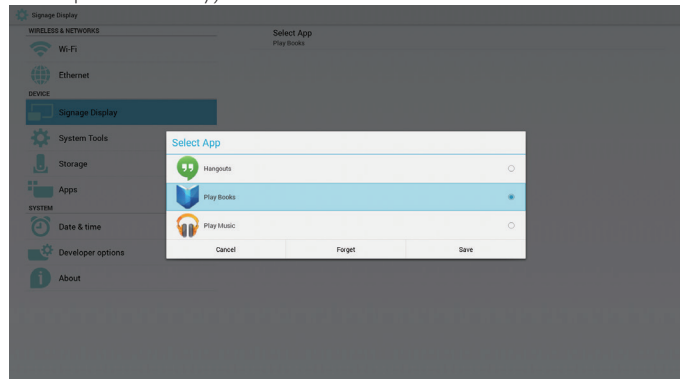 Signage Display
WIRELESS & NETWORKS
Wi-Fi
Ethernet
DEVICE
Signage Display
System Tools
Storage
Apps
SYSTEM
Date & time
Developer options
About
Select App
Play Books
Select App
Hangouts
Play Books
Play Music
Cancel
Forget
Save